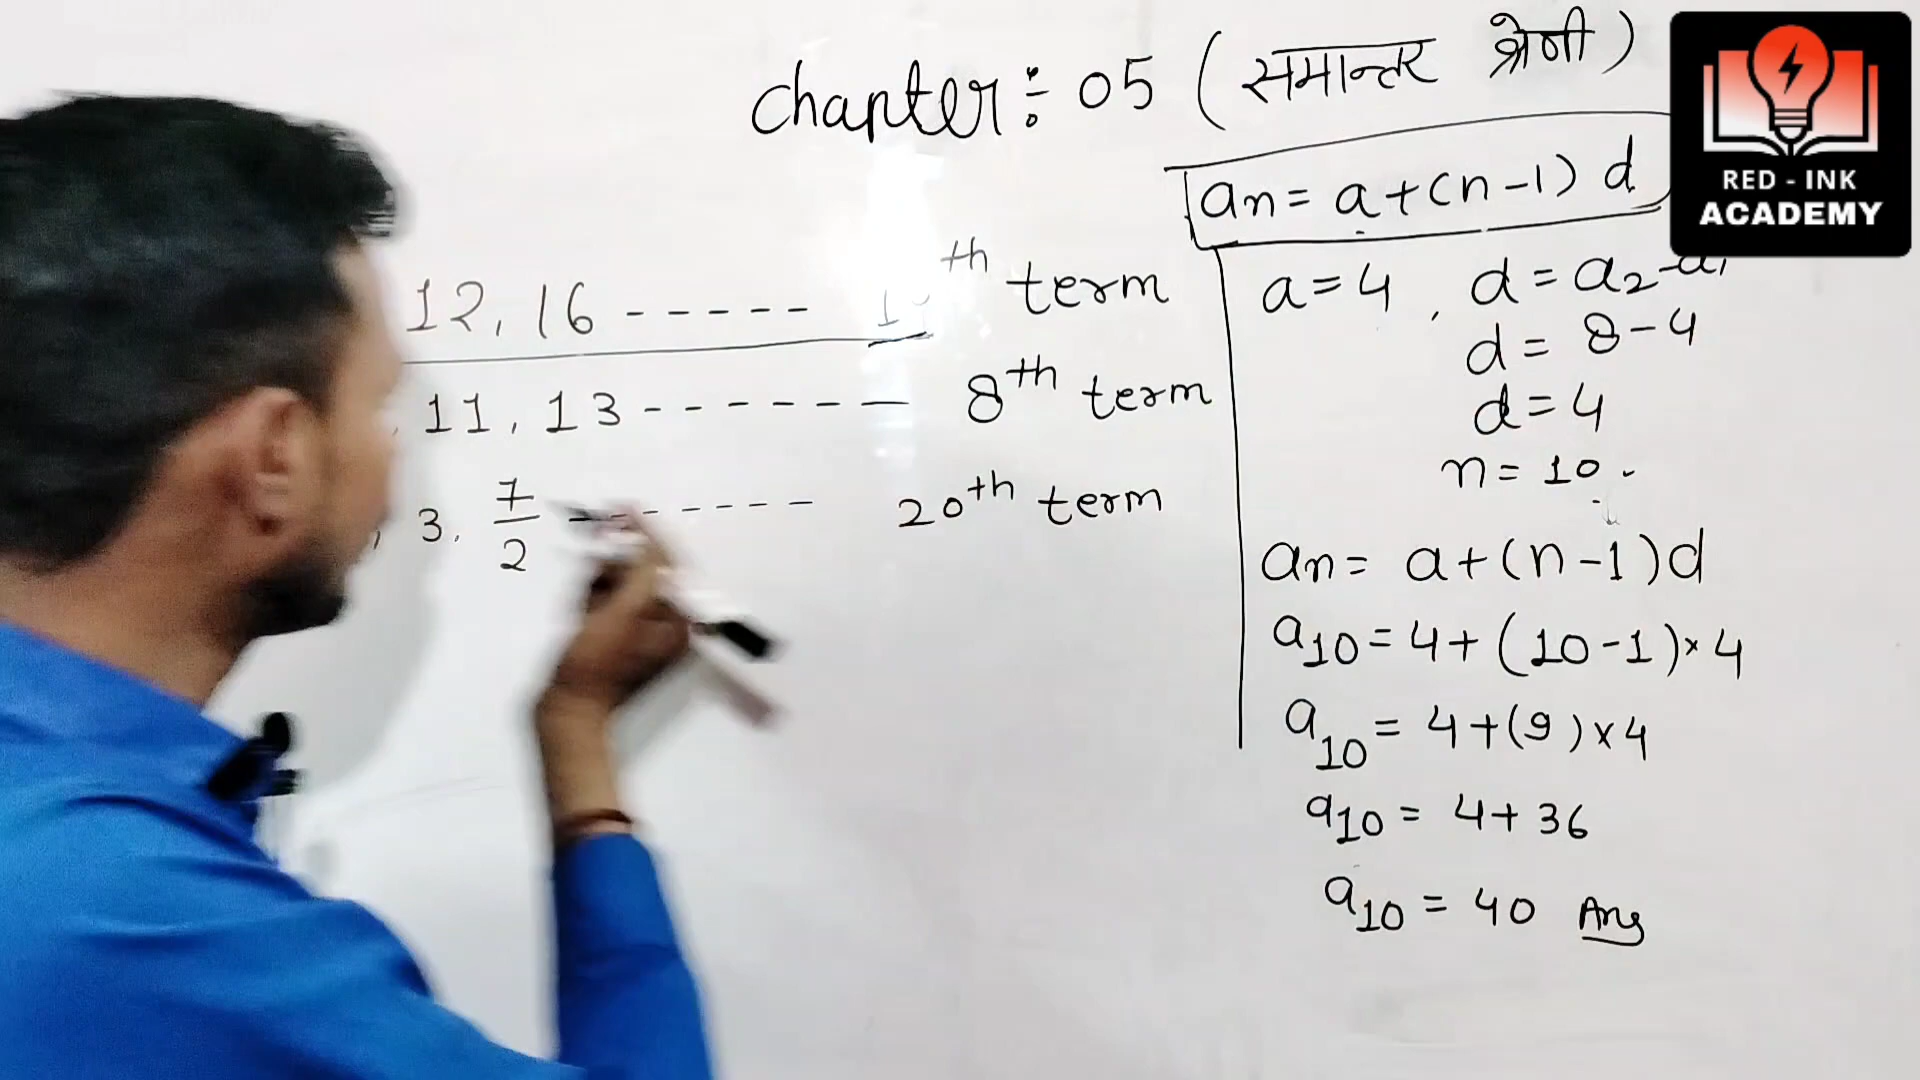 Chapter :- 05 (समान्तर श्रेणी)
an = a + (n-1) d
12, 16 ----- th term
11, 13 ------- 8th term
3, 7/2 ------- 20th term
a = 4, d = a2 - a1
d = 8 - 4
d = 4
n = 10
an = a + (n-1)d
a10 = 4 + (10-1) × 4
a10 = 4 + (9) × 4
a10 = 4 + 36
a10 = 40 Ans
RED - INK
ACADEMY